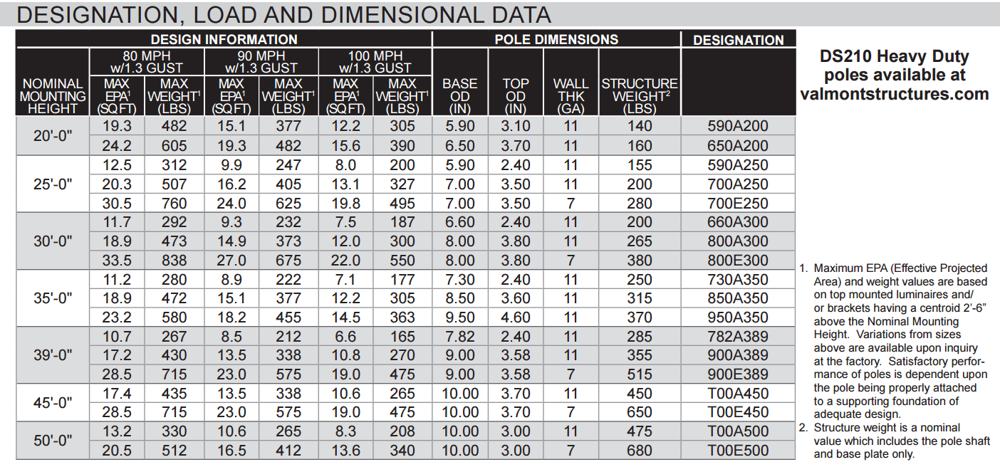 DESIGNATION, LOAD AND DIMENSIONAL DATA
DESIGN INFORMATION POLE DIMENSIONS DESIGNATION
80 MPH 90 MPH 100 MPH
w/1.3 GUST w/1.3 GUST w/1.3 GUST
NOMINAL MAX MAX MAX MAX MAX MAX BASE TOP WALL STRUCTURE
MOUNTING EPA¹ WEIGHT¹ EPA¹ WEIGHT¹ EPA¹ WEIGHT¹ OD OD THK WEIGHT²
HEIGHT (SQ FT) (LBS) (SQ FT) (LBS) (SQ FT) (LBS) (IN) (IN) (GA) (LBS)
20'-0"
19.3 482 15.1 377 12.2 305 5.90 3.10 11 140 590A200
24.2 605 19.3 482 15.6 390 6.50 3.70 11 160 650A200
25'-0"
12.5 312 9.9 247 8.0 200 5.90 2.40 11 155 590A250
20.3 507 16.2 405 13.1 327 7.00 3.50 11 200 700A250
30.5 760 24.0 625 19.8 495 7.00 3.50 7 280 700E250
30'-0"
11.7 292 9.3 232 7.5 187 6.60 2.40 11 200 660A300
18.9 473 14.9 373 12.0 300 8.00 3.80 11 265 800A300
33.5 838 27.0 675 22.0 550 8.00 3.80 7 380 800E300
35'-0"
11.2 280 8.9 222 7.1 177 7.30 2.40 11 250 730A350
18.9 472 15.1 377 12.2 305 8.50 3.60 11 315 850A350
23.2 580 18.2 455 14.5 363 9.50 4.60 11 370 950A350
39'-0"
10.7 267 8.5 212 6.6 165 7.82 2.40 11 285 782A389
17.2 430 13.5 338 10.8 270 9.00 3.58 11 355 900A389
28.5 715 23.0 575 19.0 475 9.00 3.58 7 515 900E389
45'-0"
17.4 435 13.5 338 10.6 265 10.00 3.70 11 450 T00A450
28.5 715 23.0 575 19.0 475 10.00 3.70 7 650 T00E450
50'-0"
13.2 330 10.6 265 8.3 208 10.00 3.00 11 475 T00A500
20.5 512 16.5 412 13.6 340 10.00 3.00 7 680 T00E500
DS210 Heavy Duty
poles available at
valmontstructures.com
1. Maximum EPA (Effective Projected
Area) and weight values are based
on top mounted luminaires and/
or brackets having a centroid 2'-6”
above the Nominal Mounting
Height. Variations from sizes
above are available upon inquiry
at the factory. Satisfactory perfor-
mance of poles is dependent upon
the pole being properly attached
to a supporting foundation of
adequate design.
2. Structure weight is a nominal
value which includes the pole shaft
and base plate only.